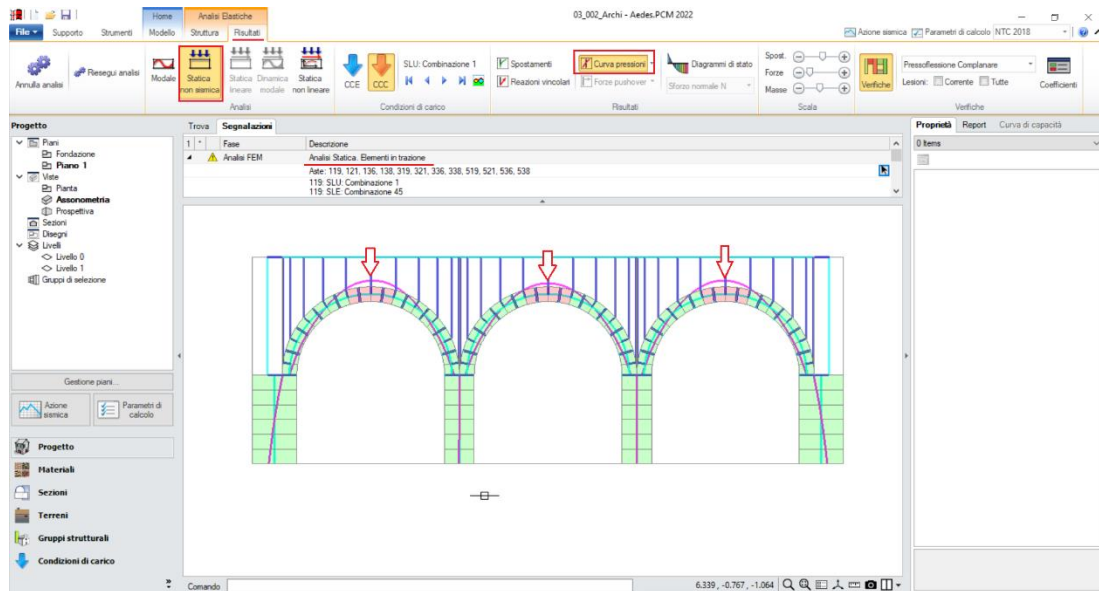 Home Analisi Elastiche 03_002_Archi - Aedes.PCM 2022
File Supporto Strumenti Modello Struttura Risultati Azione sismica Parametri di calcolo NTC 2018
Annulla analisi
Riesegui analisi
Modale
Statica non sismica
Statica lineare
Dinamica modale
Statica non lineare
Analisi
CCE
CCC
SLU: Combinazione 1
Condizioni di carico
Spostamenti
Reazioni vincolari
Curva pressioni
Forze pushover
Diagrammi di stato
Sforzo normale N
Risultati
Spost.
Forze
Masse
Scala
Verifiche
Pressoflessione Complanare
Lesioni: Corrente Tutte
Coefficienti
Verifiche
Progetto
Piani
Fondazione
Piano 1
Viste
Pianta
Assonometria
Prospettiva
Sezioni
Disegni
Livelli
Livello 0
Livello 1
Gruppi di selezione
Gestione piani...
Azione sismica
Parametri di calcolo
Progetto
Materiali
Sezioni
Terreni
Gruppi strutturali
Condizioni di carico
Trova Segnalazioni
1 * Fase Descrizione
Analisi FEM Analisi Statica. Elementi in trazione
Aste: 119, 121, 136, 138, 319, 321, 336, 338, 519, 521, 536, 538
119: SLU: Combinazione 1
119: SLE: Combinazione 45
Proprietà Report Curva di capacità
0 Items
Comando
6.339 , -0.767 , -1.064